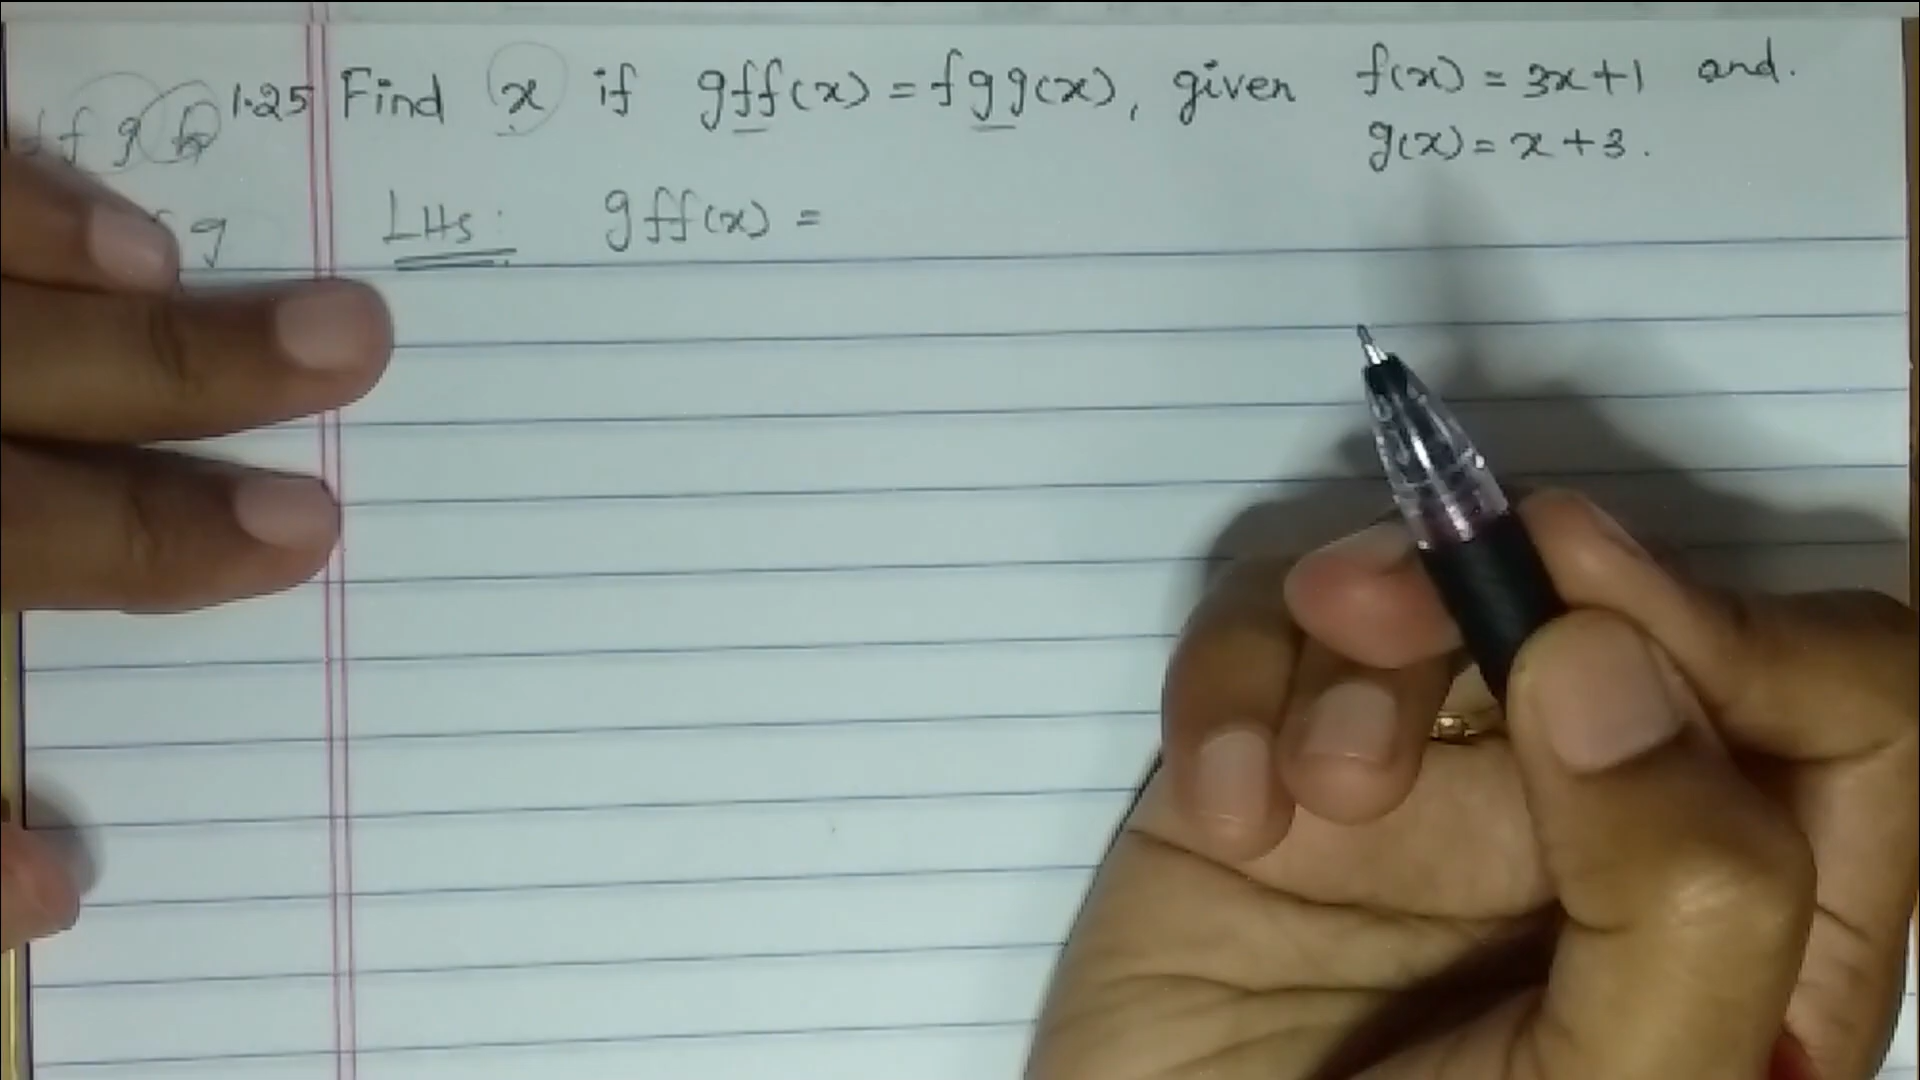 1.25 Find x if gff(x) = fgg(x), given f(x) = 3x+1 and.
g(x) = x + 3.
g
LHS: gff(x) =